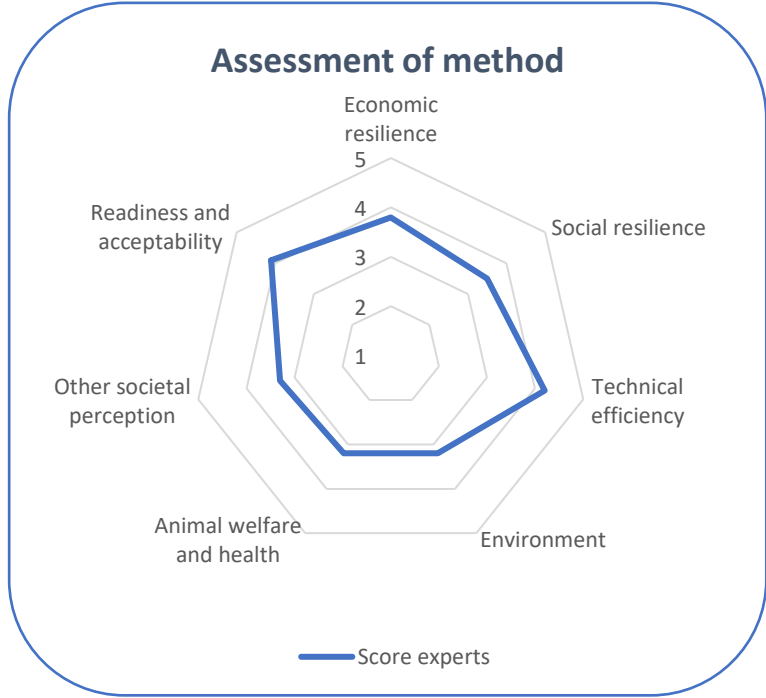 Assessment of method
Economic
resilience
5
4
3
2
1
Social resilience
Technical
efficiency
Environment
Animal welfare
and health
Other societal
perception
Readiness and
acceptability
Score experts